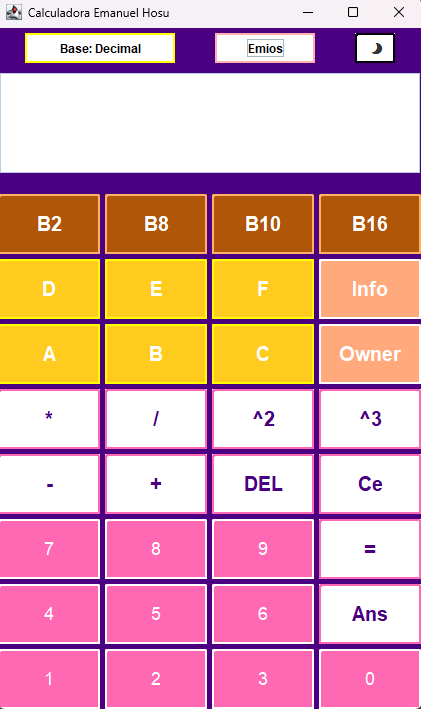 Calculadora Emanuel Hosu
Base: Decimal Emios
B2 B8 B10 B16
D E F Info
A B C Owner
* / ^2 ^3
- + DEL Ce
7 8 9 =
4 5 6 Ans
1 2 3 0